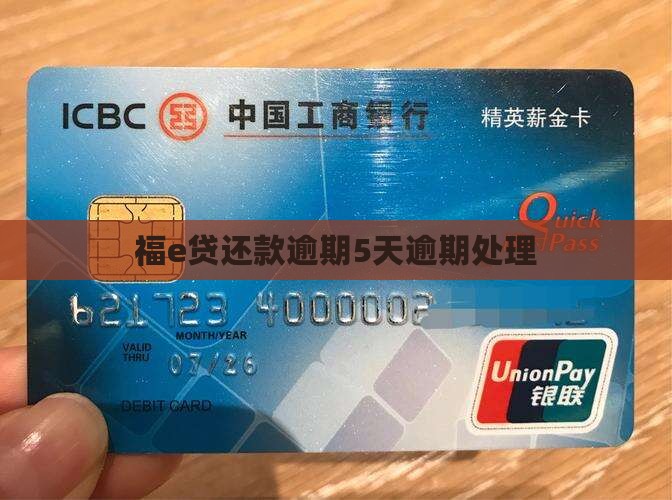 ICBC 中国工商银行 精英薪金卡
Quick
Pass
福e贷还款逾期5天逾期处理
621723 4000002
VALID THRU
MONTH/YEAR
07/26
DEBIT CARD
UnionPay
银联